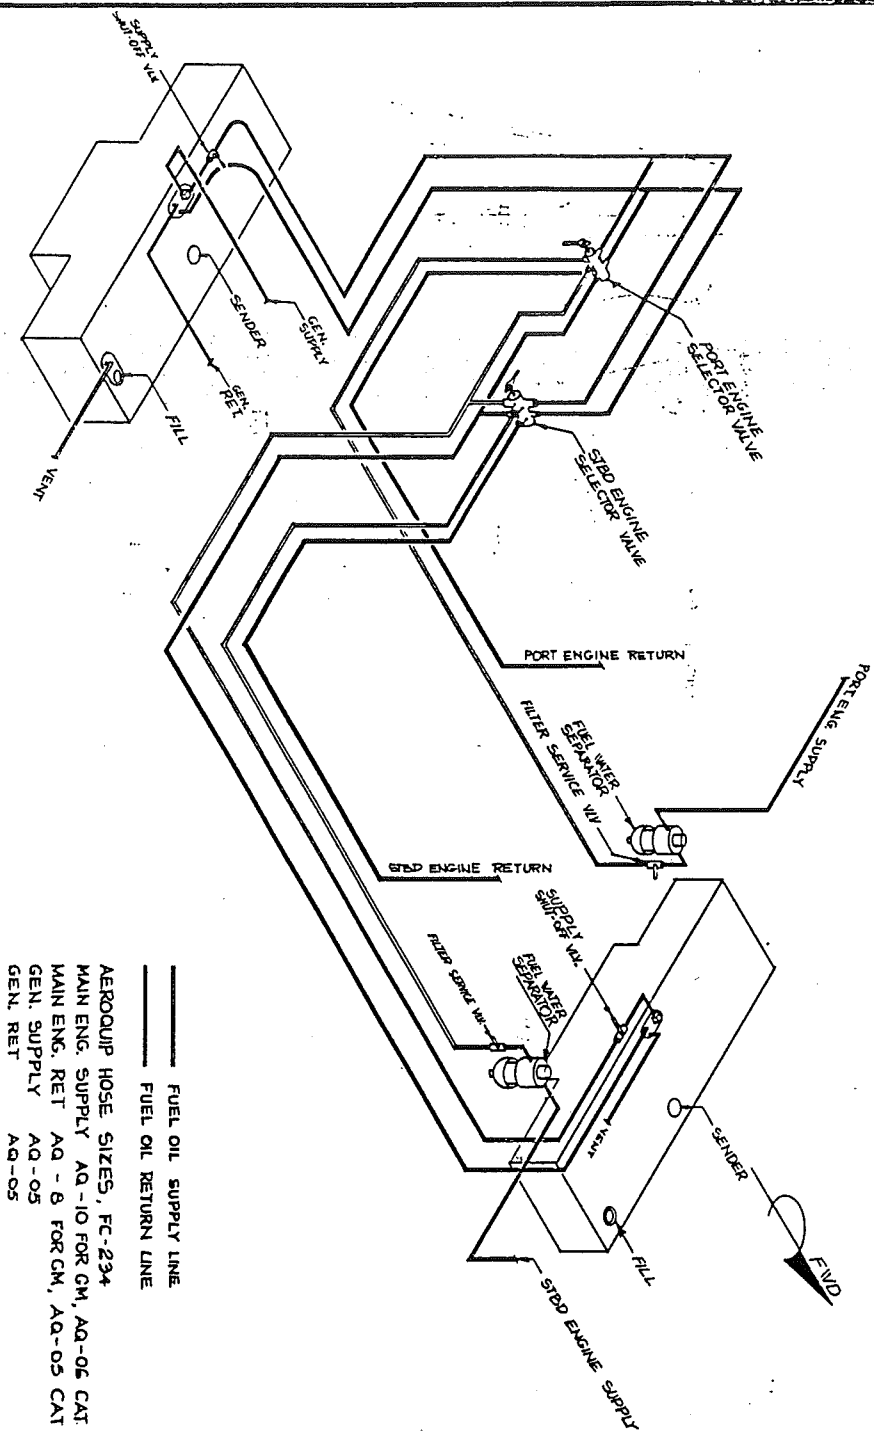 SUPPLY
SHUT-OFF VLV.
SENDER
GEN.
SUPPLY
GEN.
RET
FILL
VENT
PORT ENGINE
SELECTOR VALVE
STBD ENGINE
SELECTOR VALVE
PORT ENGINE RETURN
PORT ENG SUPPLY
FUEL WATER
SEPARATOR
FILTER SERVICE VLV
STBD ENGINE RETURN
SUPPLY
SHUT-OFF VLV.
FUEL WATER
SEPARATOR
FILTER SERVICE VLV.
VENT
SENDER
FWD
FILL
STBD ENGINE SUPPLY
FUEL OIL SUPPLY LINE
FUEL OIL RETURN LINE
AEROQUIP HOSE SIZES, FC-234
MAIN ENG. SUPPLY AQ-10 FOR GM, AQ-06 CAT
MAIN ENG. RET AQ-8 FOR GM, AQ-05 CAT
GEN. SUPPLY AQ-05
GEN. RET AQ-05